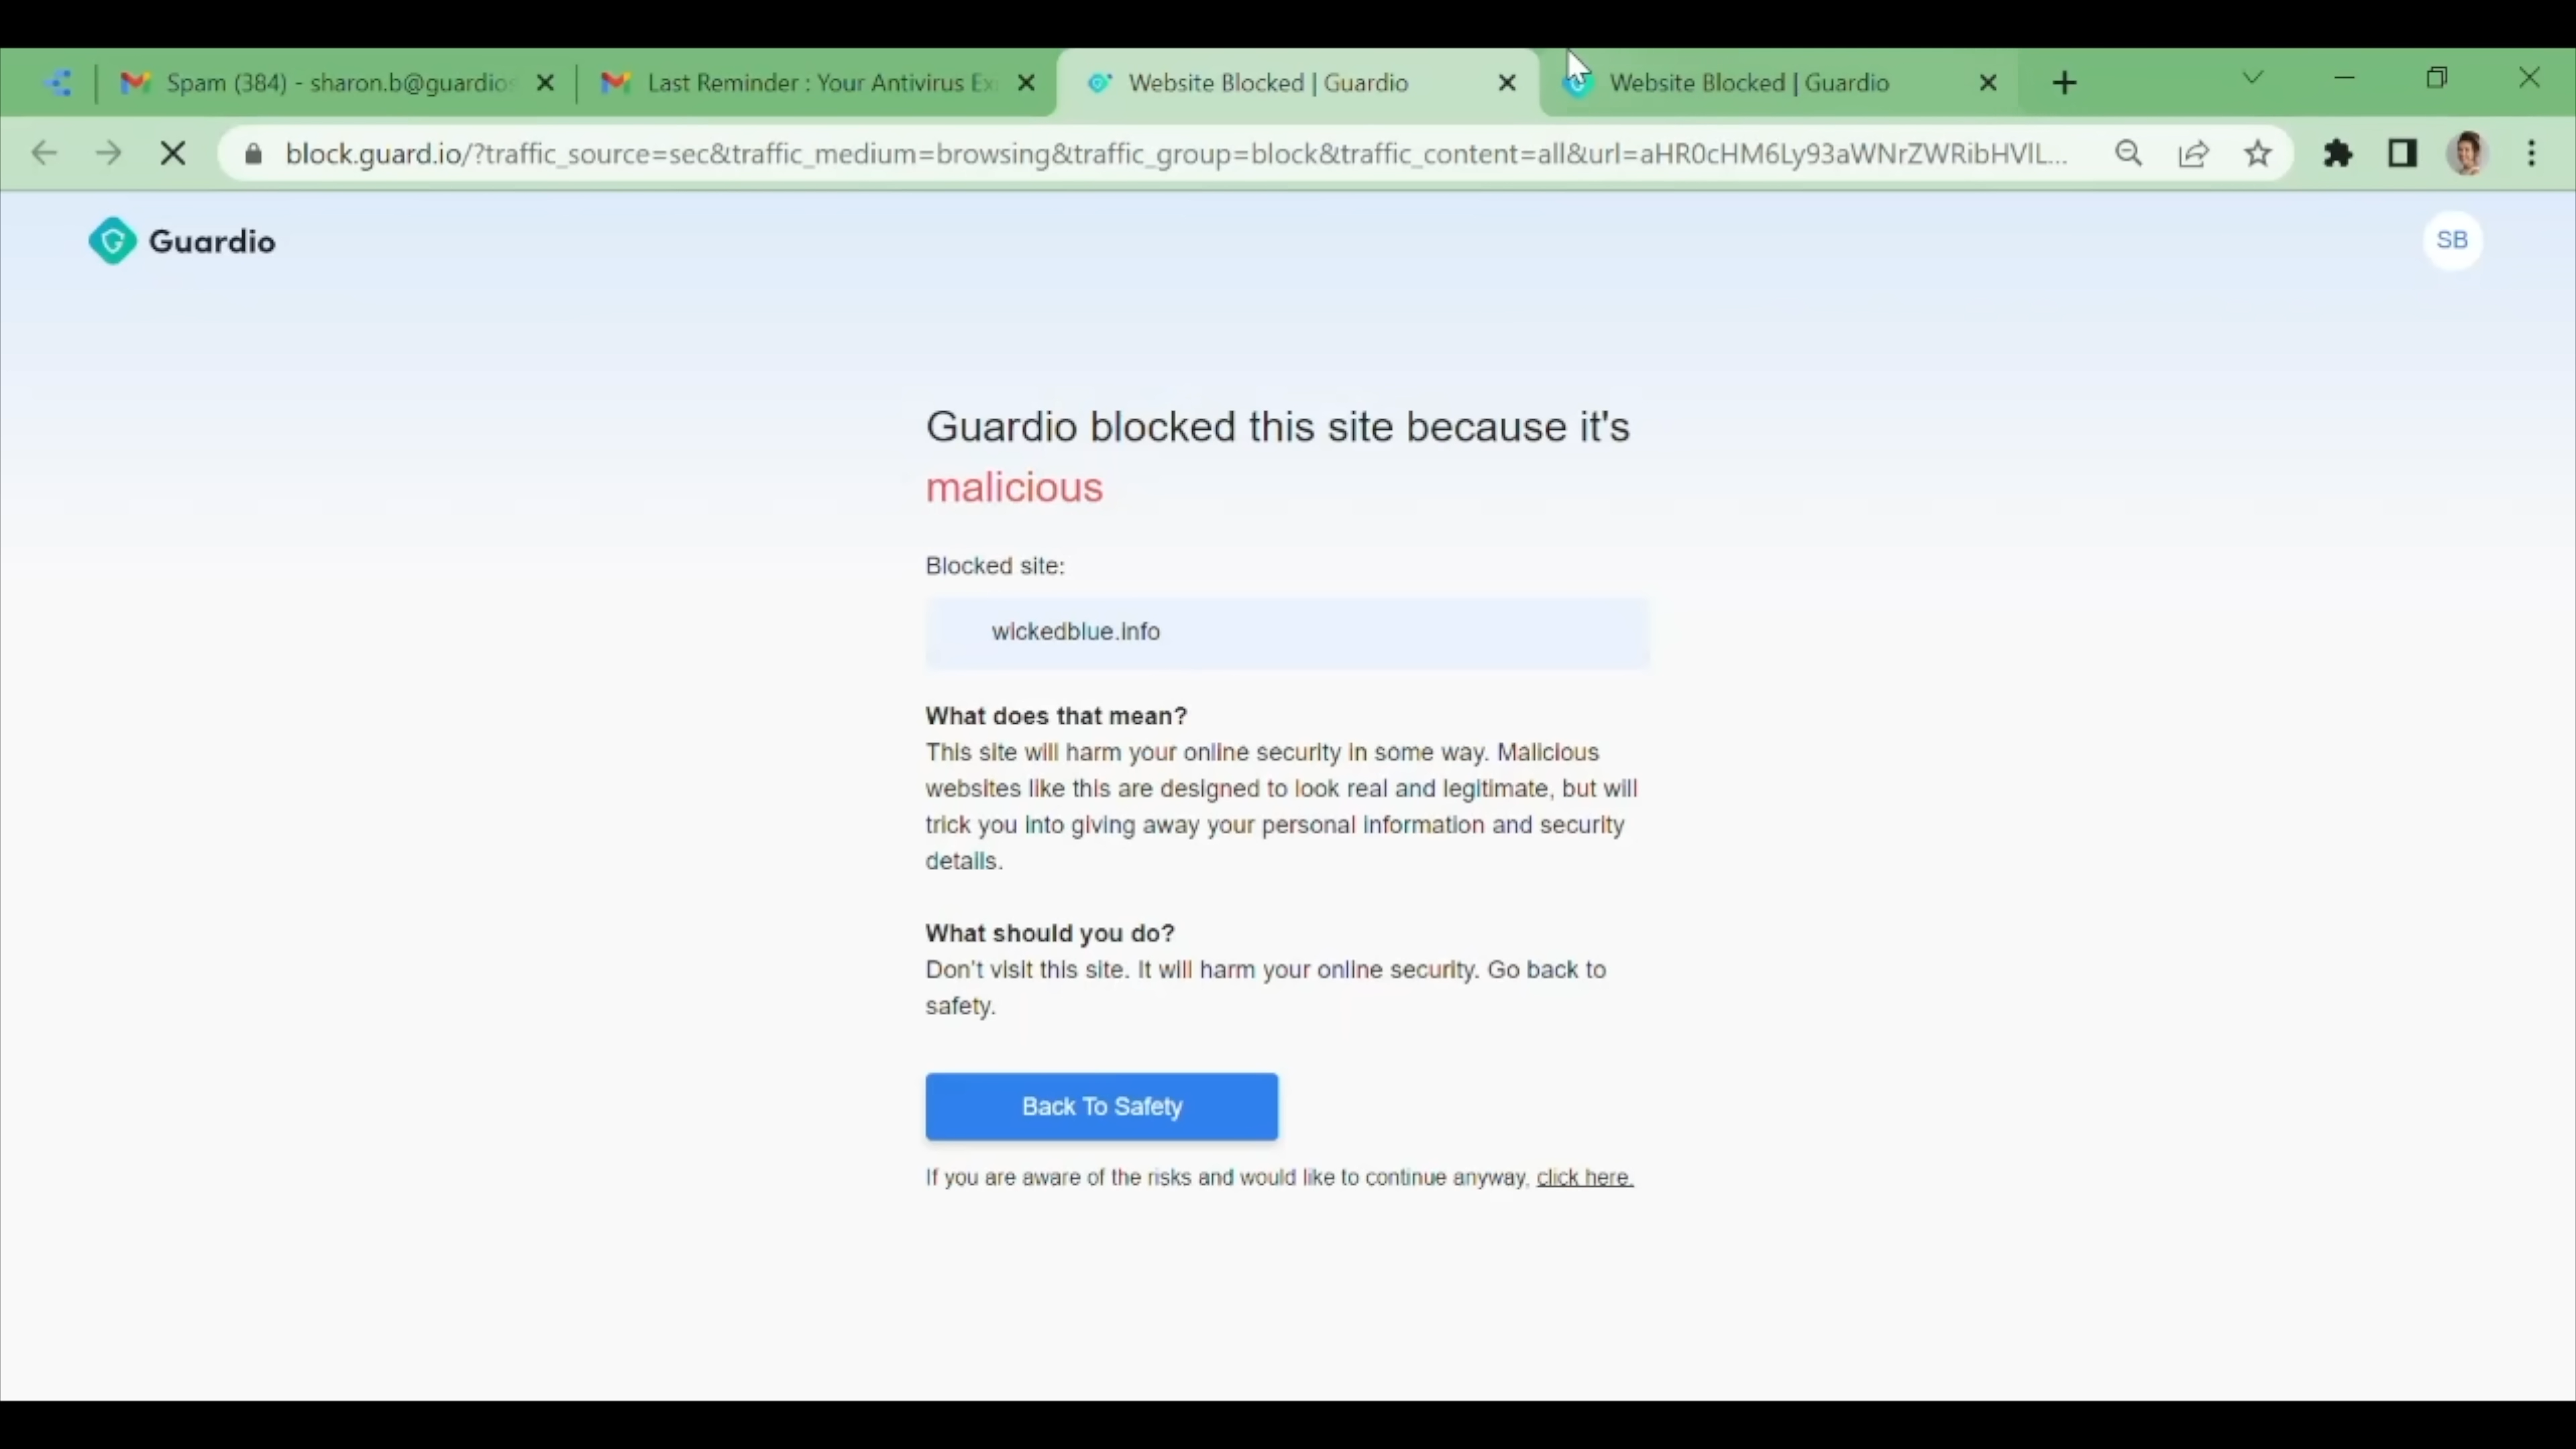 Spam (384) - sharon.b@guardios
Last Reminder : Your Antivirus Ex
Website Blocked | Guardio
Website Blocked | Guardio
block.guard.io/?traffic_source=sec&traffic_medium=browsing&traffic_group=block&traffic_content=all&url=aHR0cHM6Ly93aWNrZWRibHVlL...
Guardio
SB
Guardio blocked this site because it's
malicious
Blocked site:
wickedblue.info
What does that mean?
This site will harm your online security in some way. Malicious
websites like this are designed to look real and legitimate, but will
trick you into giving away your personal information and security
details.
What should you do?
Don't visit this site. It will harm your online security. Go back to
safety.
Back To Safety
If you are aware of the risks and would like to continue anyway, click here.